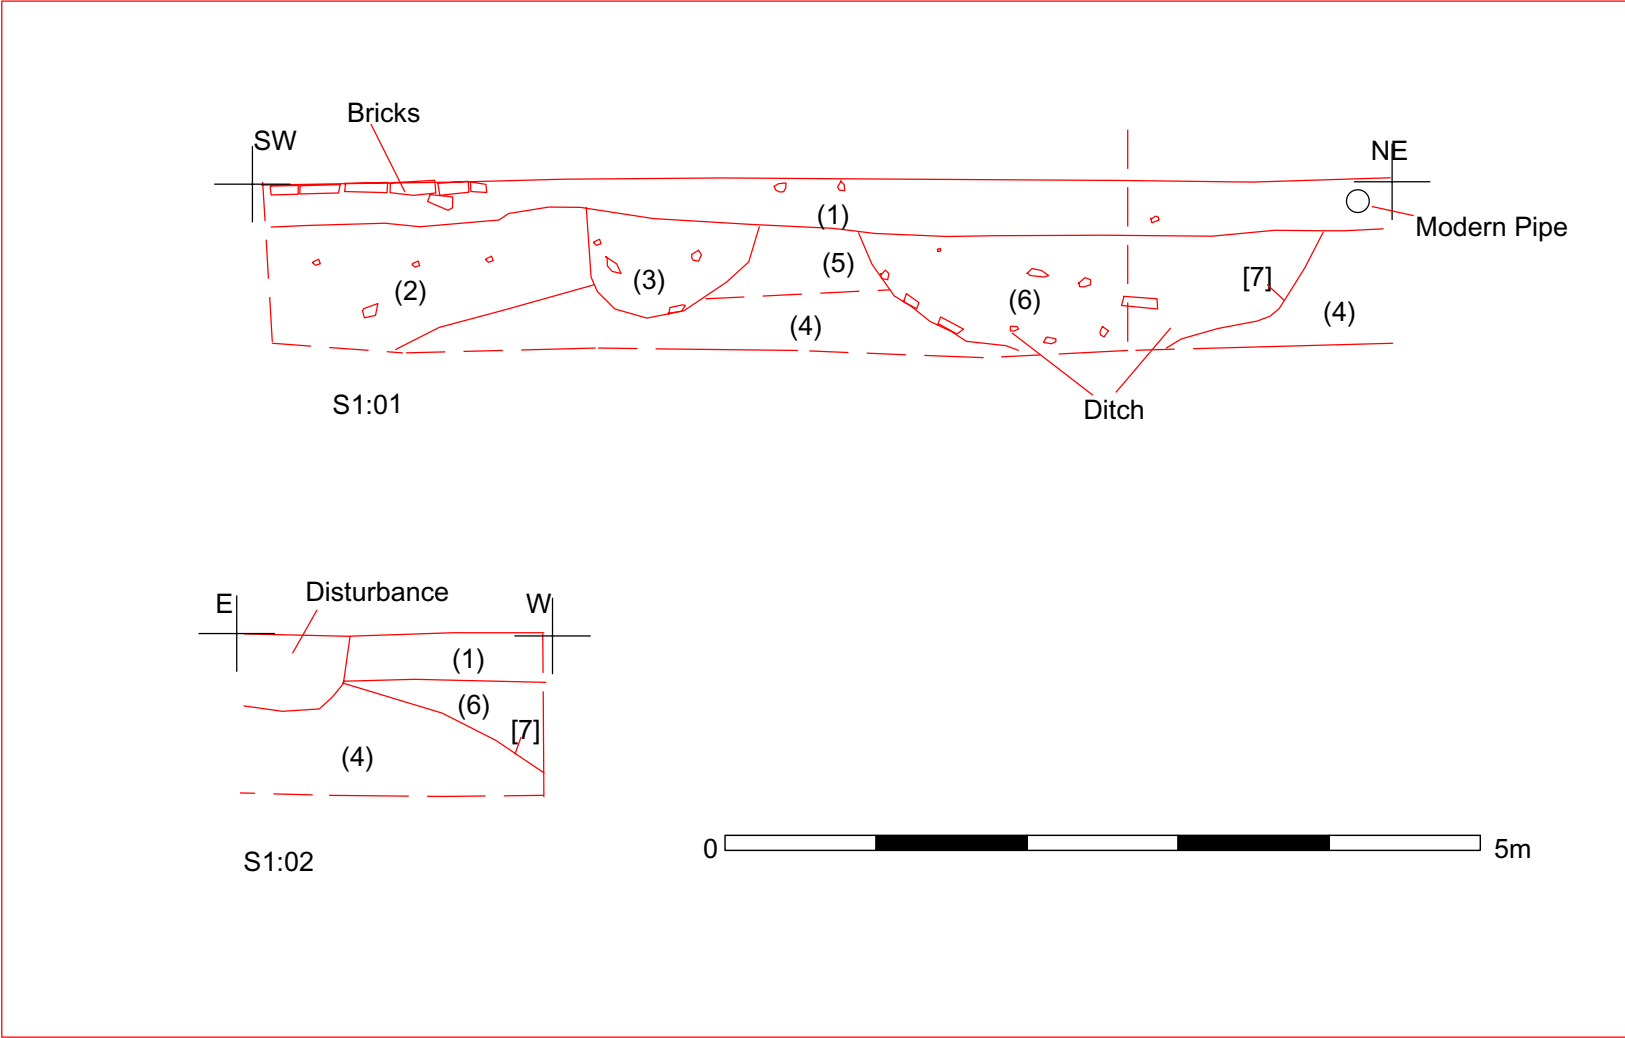 Bricks
SW
NE
(1)
Modern Pipe
(5)
(3)
[7]
(2)
(6)
(4)
(4)
S1:01
Ditch
Disturbance
E
W
(1)
(6)
[7]
(4)
0
5m
S1:02